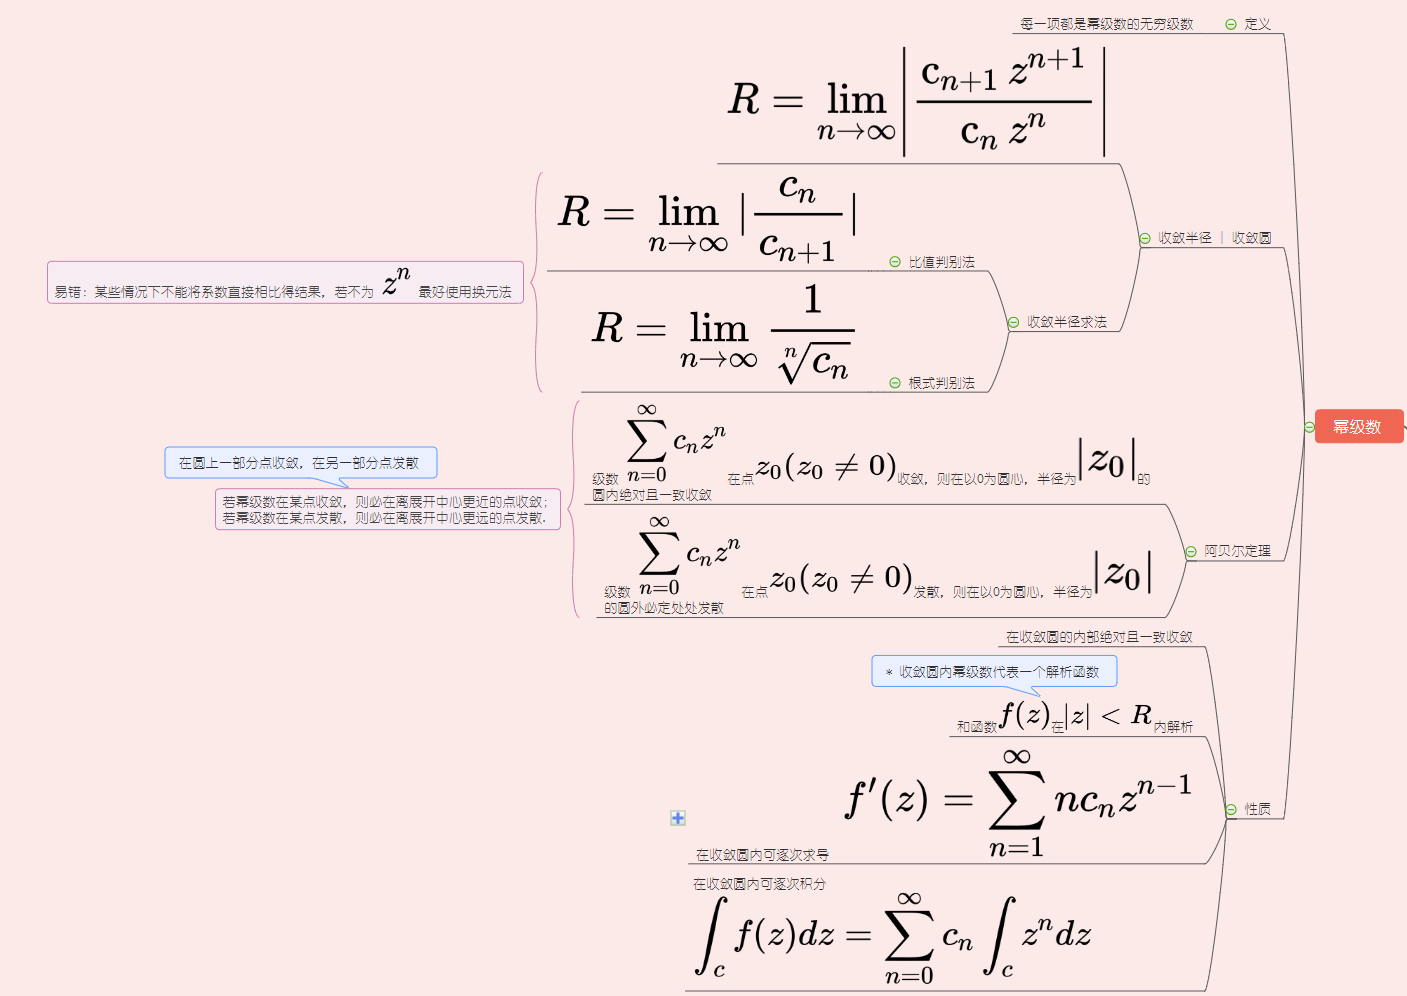 每一项都是幂级数的无穷级数
定义
R = lim_{n→∞} | c_{n+1} z^{n+1} / c_n z^n |
收敛半径 | 收敛圆
R = lim_{n→∞} | c_n / c_{n+1} |
比值判别法
易错：某些情况下不能将系数直接相比得结果，若不为 z^n 最好使用换元法
收敛半径求法
R = lim_{n→∞} 1 / \sqrt[n]{c_n}
根式判别法
幂级数
级数 ∑_{n=0}^{∞} c_n z^n 在点 z_0(z_0 ≠ 0) 收敛，则在以0为圆心，半径为 |z_0| 的
圆内绝对且一致收敛
在圆上一部分点收敛，在另一部分点发散
若幂级数在某点收敛，则必在离展开中心更近的点收敛；
若幂级数在某点发散，则必在离展开中心更远的点发散.
阿贝尔定理
级数 ∑_{n=0}^{∞} c_n z^n 在点 z_0(z_0 ≠ 0) 发散，则在以0为圆心，半径为 |z_0|
的圆外必定处处发散
在收敛圆的内部绝对且一致收敛
* 收敛圆内幂级数代表一个解析函数
和函数 f(z) 在 |z| < R 内解析
f'(z) = ∑_{n=1}^{∞} nc_n z^{n-1}
性质
在收敛圆内可逐次求导
在收敛圆内可逐次积分
∫_c f(z)dz = ∑_{n=0}^{∞} c_n ∫_c z^n dz